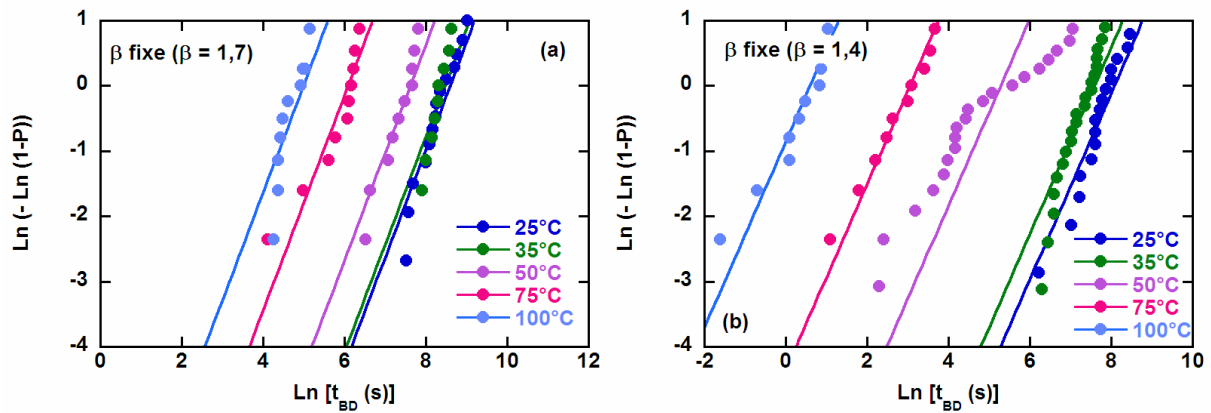 Ln (- Ln (1-P))
1
0
-1
-2
-3
-4
β fixe (β = 1,7)
(a)
25°C
35°C
50°C
75°C
100°C
0 2 4 6 8 10 12
Ln [t_BD (s)]
Ln (- Ln (1-P))
1
0
-1
-2
-3
-4
β fixe (β = 1,4)
25°C
35°C
50°C
75°C
(b) 100°C
-2 0 2 4 6 8 10
Ln [t_BD (s)]